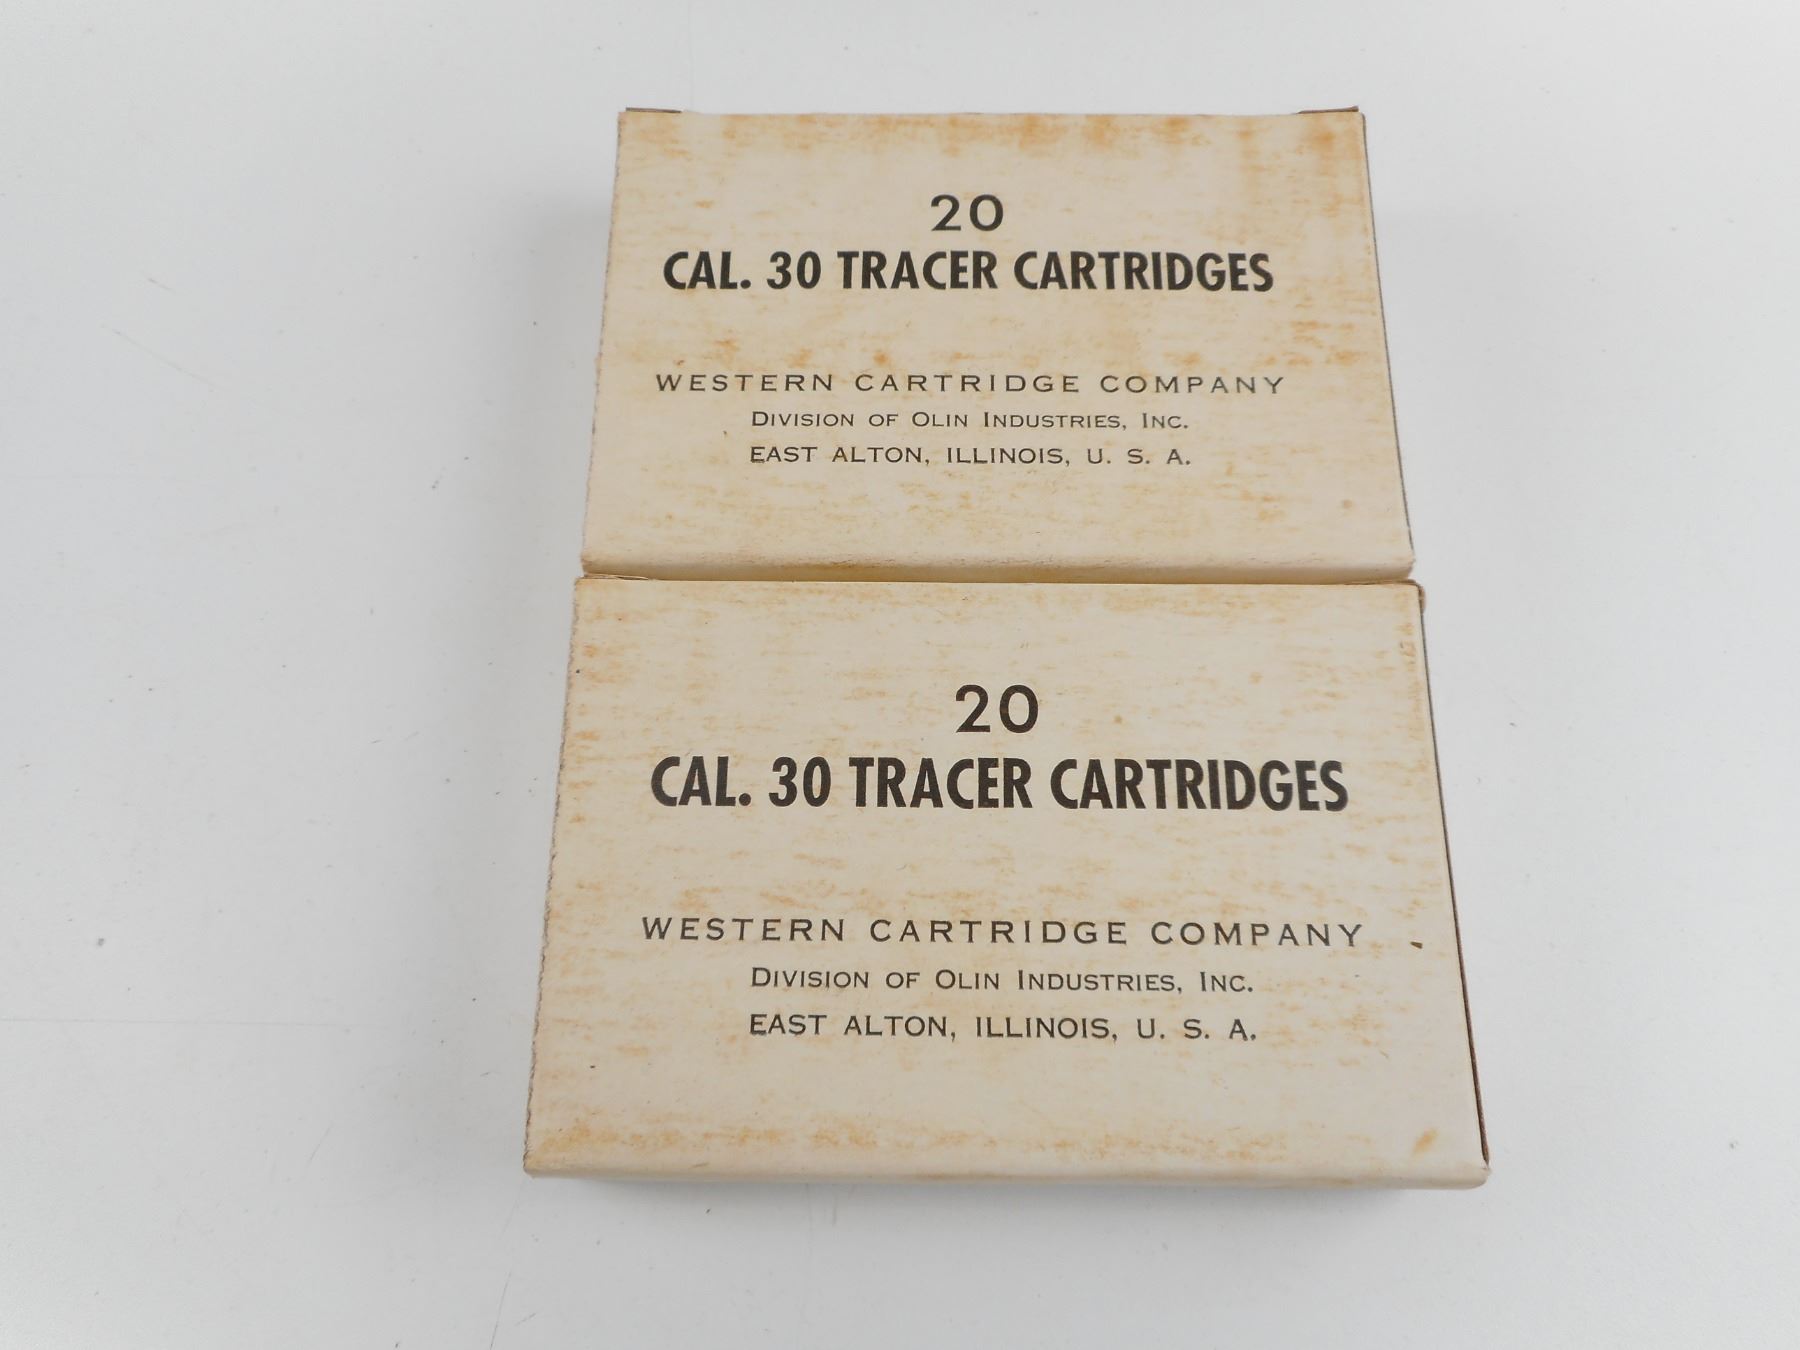 20
CAL. 30 TRACER CARTRIDGES
WESTERN CARTRIDGE COMPANY
DIVISION OF OLIN INDUSTRIES, INC.
EAST ALTON, ILLINOIS, U. S. A.
20
CAL. 30 TRACER CARTRIDGES
WESTERN CARTRIDGE COMPANY
DIVISION OF OLIN INDUSTRIES, INC.
EAST ALTON, ILLINOIS, U. S. A.